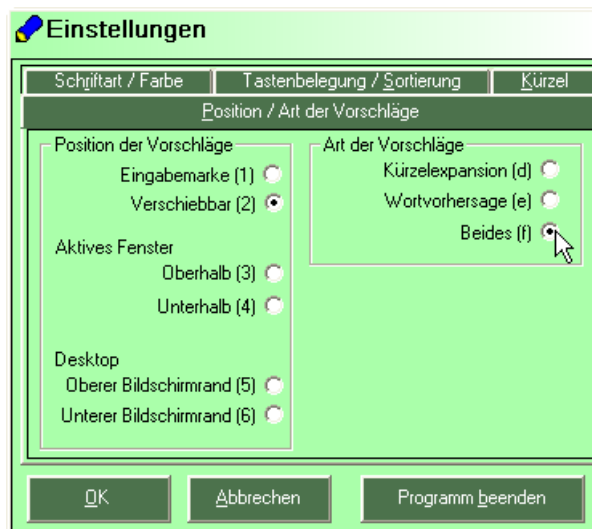 Einstellungen
Schriftart / Farbe
Tastenbelegung / Sortierung
Kürzel
Position / Art der Vorschläge
Position der Vorschläge
Eingabemarke (1)
Verschiebbar (2)
Aktives Fenster
Oberhalb (3)
Unterhalb (4)
Desktop
Oberer Bildschirmrand (5)
Unterer Bildschirmrand (6)
Art der Vorschläge
Kürzelexpansion (d)
Wortvorhersage (e)
Beides (f)
OK
Abbrechen
Programm beenden